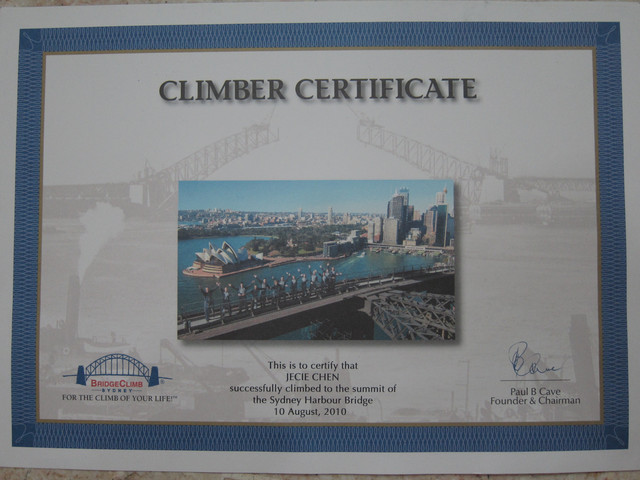 CLIMBER CERTIFICATE
This is to certify that
JECIE CHEN
successfully climbed to the summit of
the Sydney Harbour Bridge
10 August, 2010
BRIDGECLIMB
SYDNEY
FOR THE CLIMB OF YOUR LIFE!™
Paul B Cave
Founder & Chairman